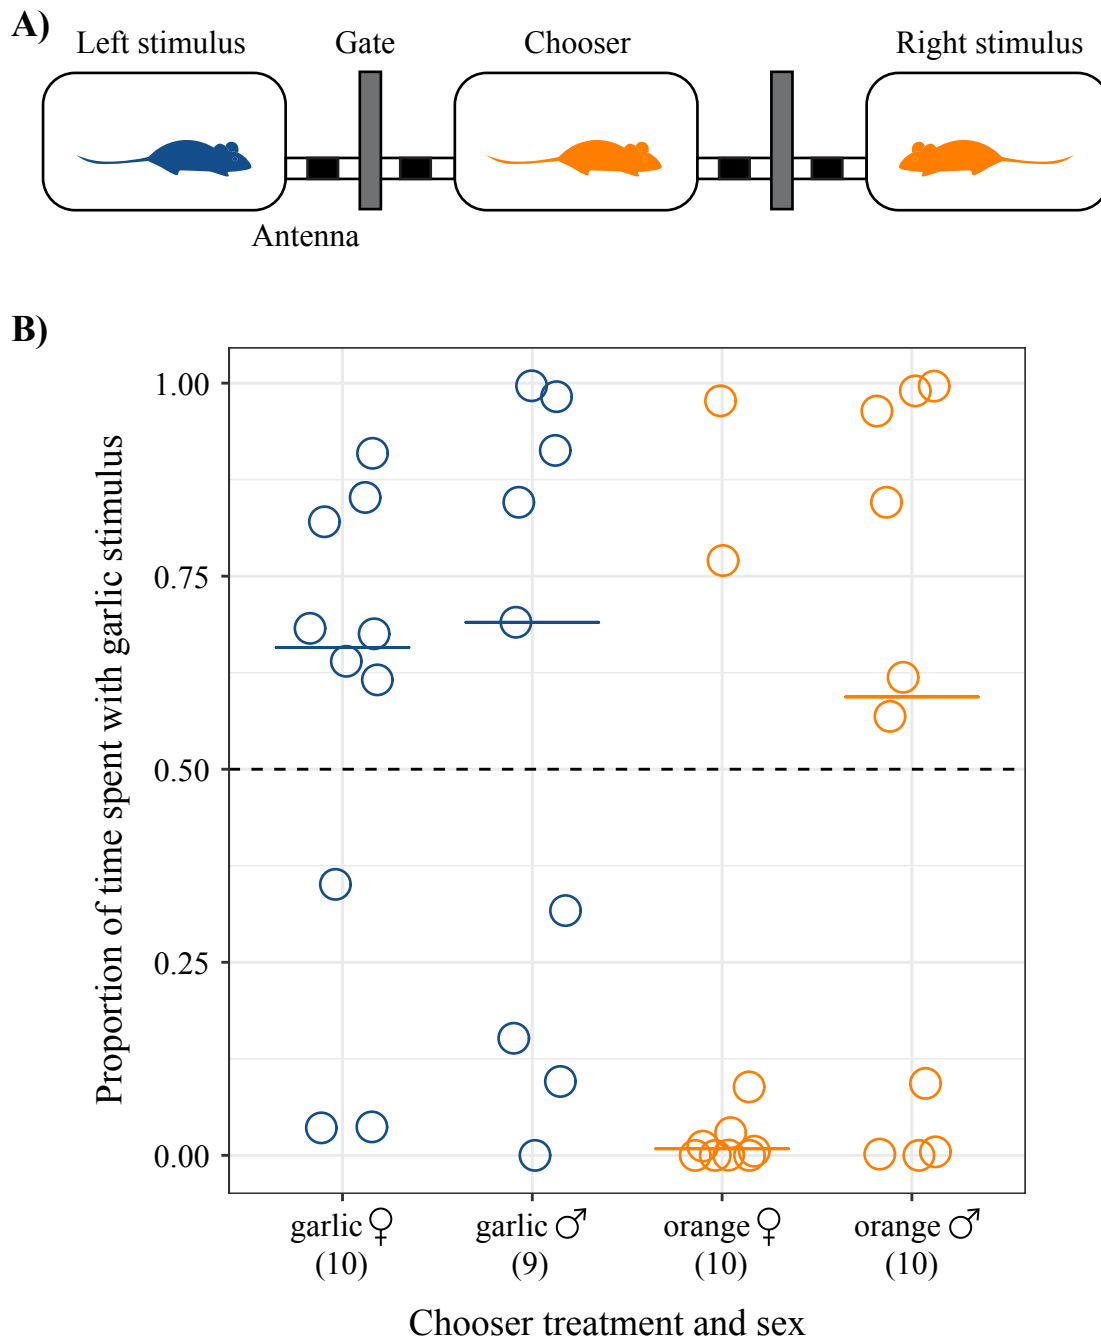 A)
Left stimulus Gate Chooser Right stimulus
Antenna
B)
Proportion of time spent with garlic stimulus
1.00
0.75
0.50
0.25
0.00
garlic ♀ garlic ♂ orange ♀ orange ♂
(10) (9) (10) (10)
Chooser treatment and sex